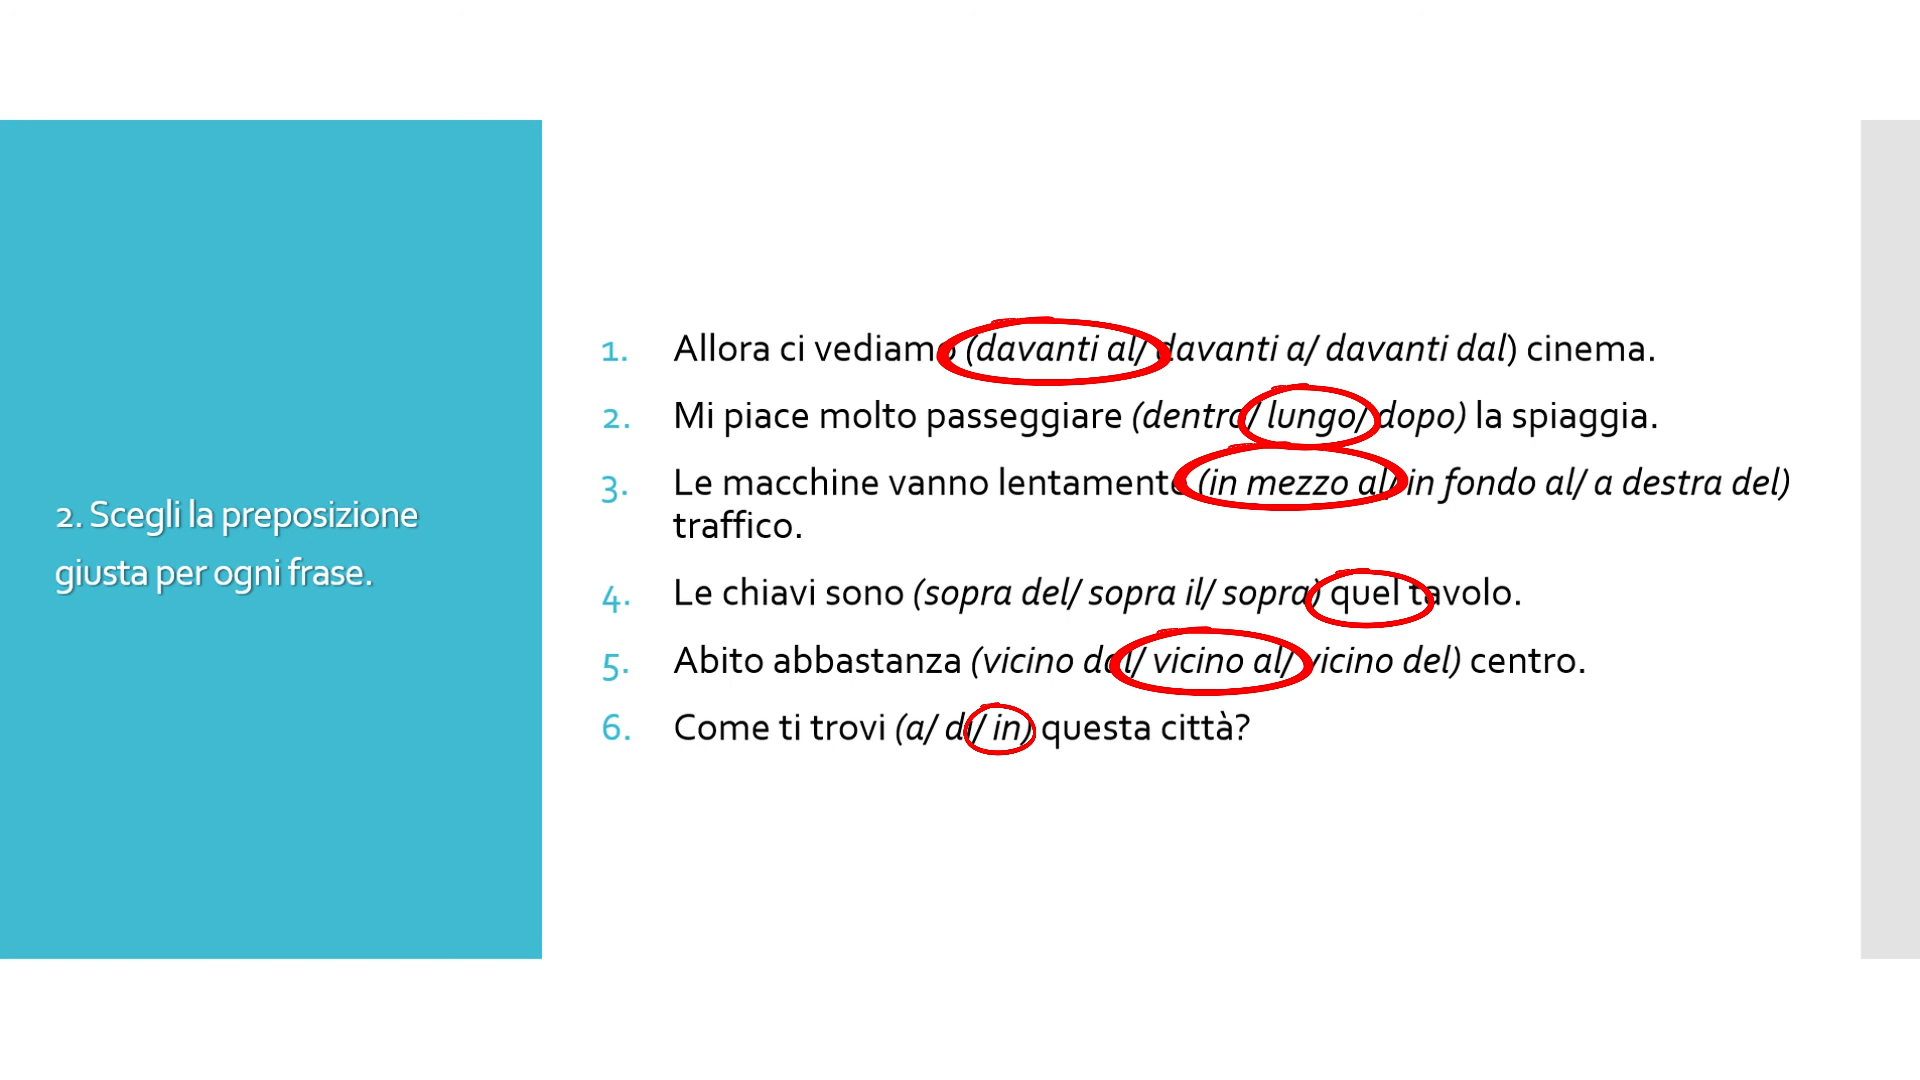 2. Scegli la preposizione
giusta per ogni frase.
1. Allora ci vediamo (davanti al/ davanti a/ davanti dal) cinema.
2. Mi piace molto passeggiare (dentro/ lungo/ dopo) la spiaggia.
3. Le macchine vanno lentamente (in mezzo al/ in fondo al/ a destra del)
traffico.
4. Le chiavi sono (sopra del/ sopra il/ sopra) quel tavolo.
5. Abito abbastanza (vicino dal/ vicino al/ vicino del) centro.
6. Come ti trovi (a/ di/ in) questa città?